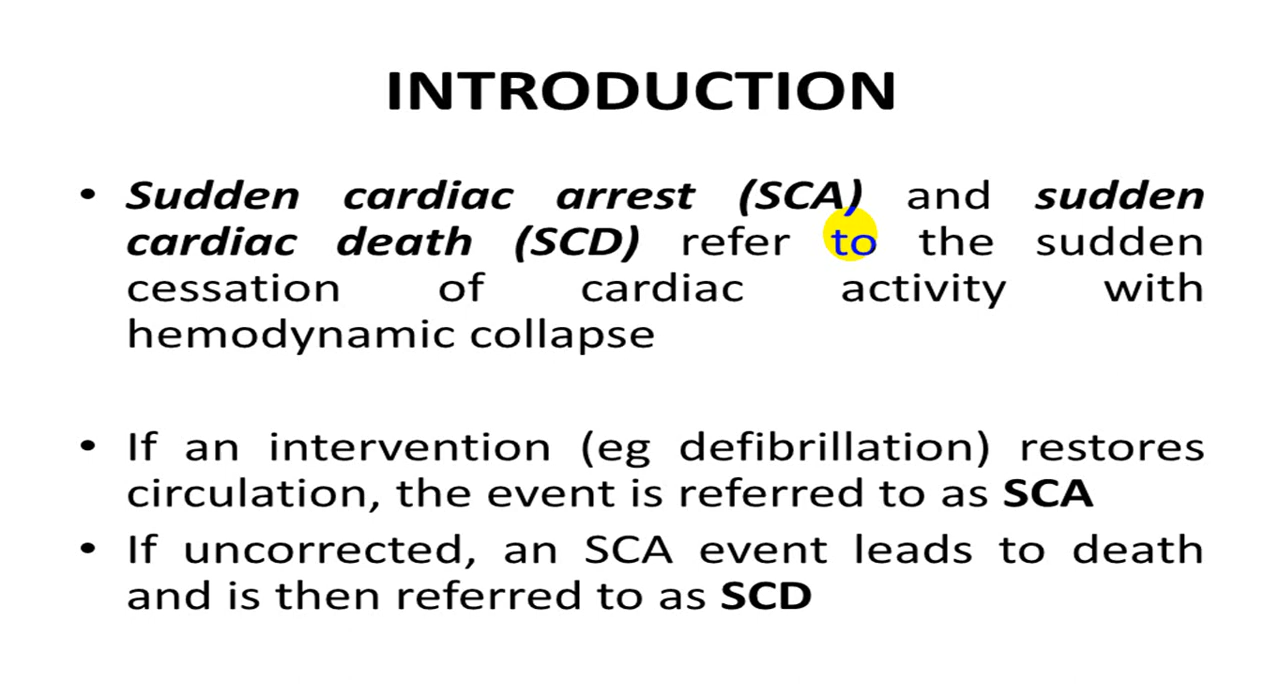 INTRODUCTION
• Sudden cardiac arrest (SCA) and sudden
cardiac death (SCD) refer to the sudden
cessation of cardiac activity with
hemodynamic collapse
• If an intervention (eg defibrillation) restores
circulation, the event is referred to as SCA
• If uncorrected, an SCA event leads to death
and is then referred to as SCD